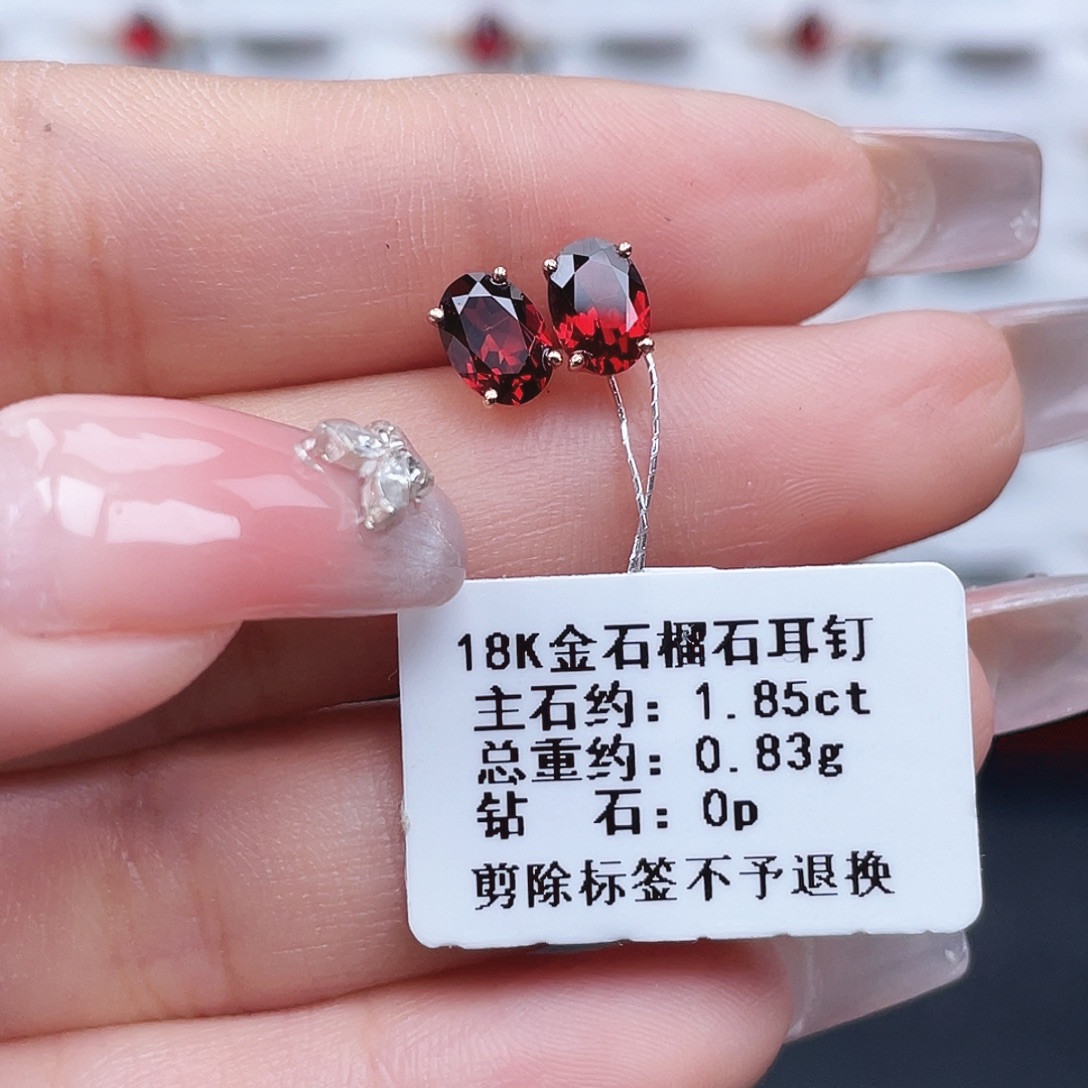 18K金石榴石耳钉
主石约：1.85ct
总重约：0.83g
钻 石：0p
剪除标签不予退换